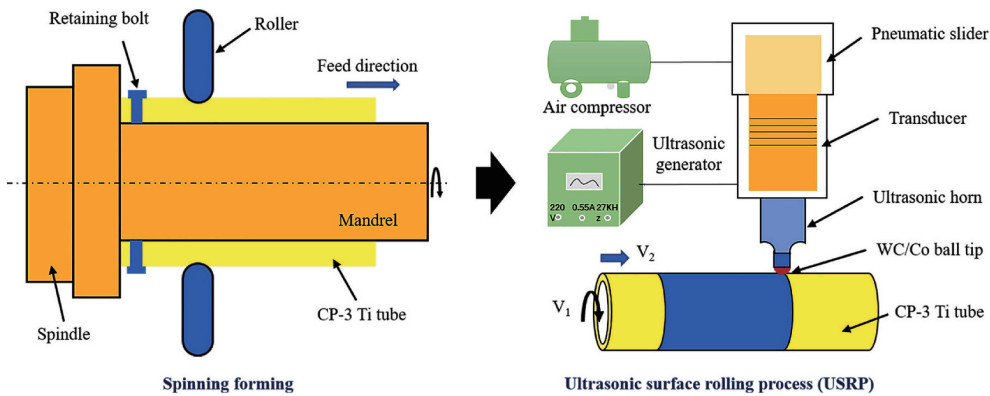 Retaining bolt
Roller
Feed direction
Mandrel
Spindle
CP-3 Ti tube
Spinning forming
Air compressor
Ultrasonic
generator
220 0.55A 27KH
V z
Pneumatic slider
Transducer
Ultrasonic horn
WC/Co ball tip
V₂
V₁
CP-3 Ti tube
Ultrasonic surface rolling process (USRP)